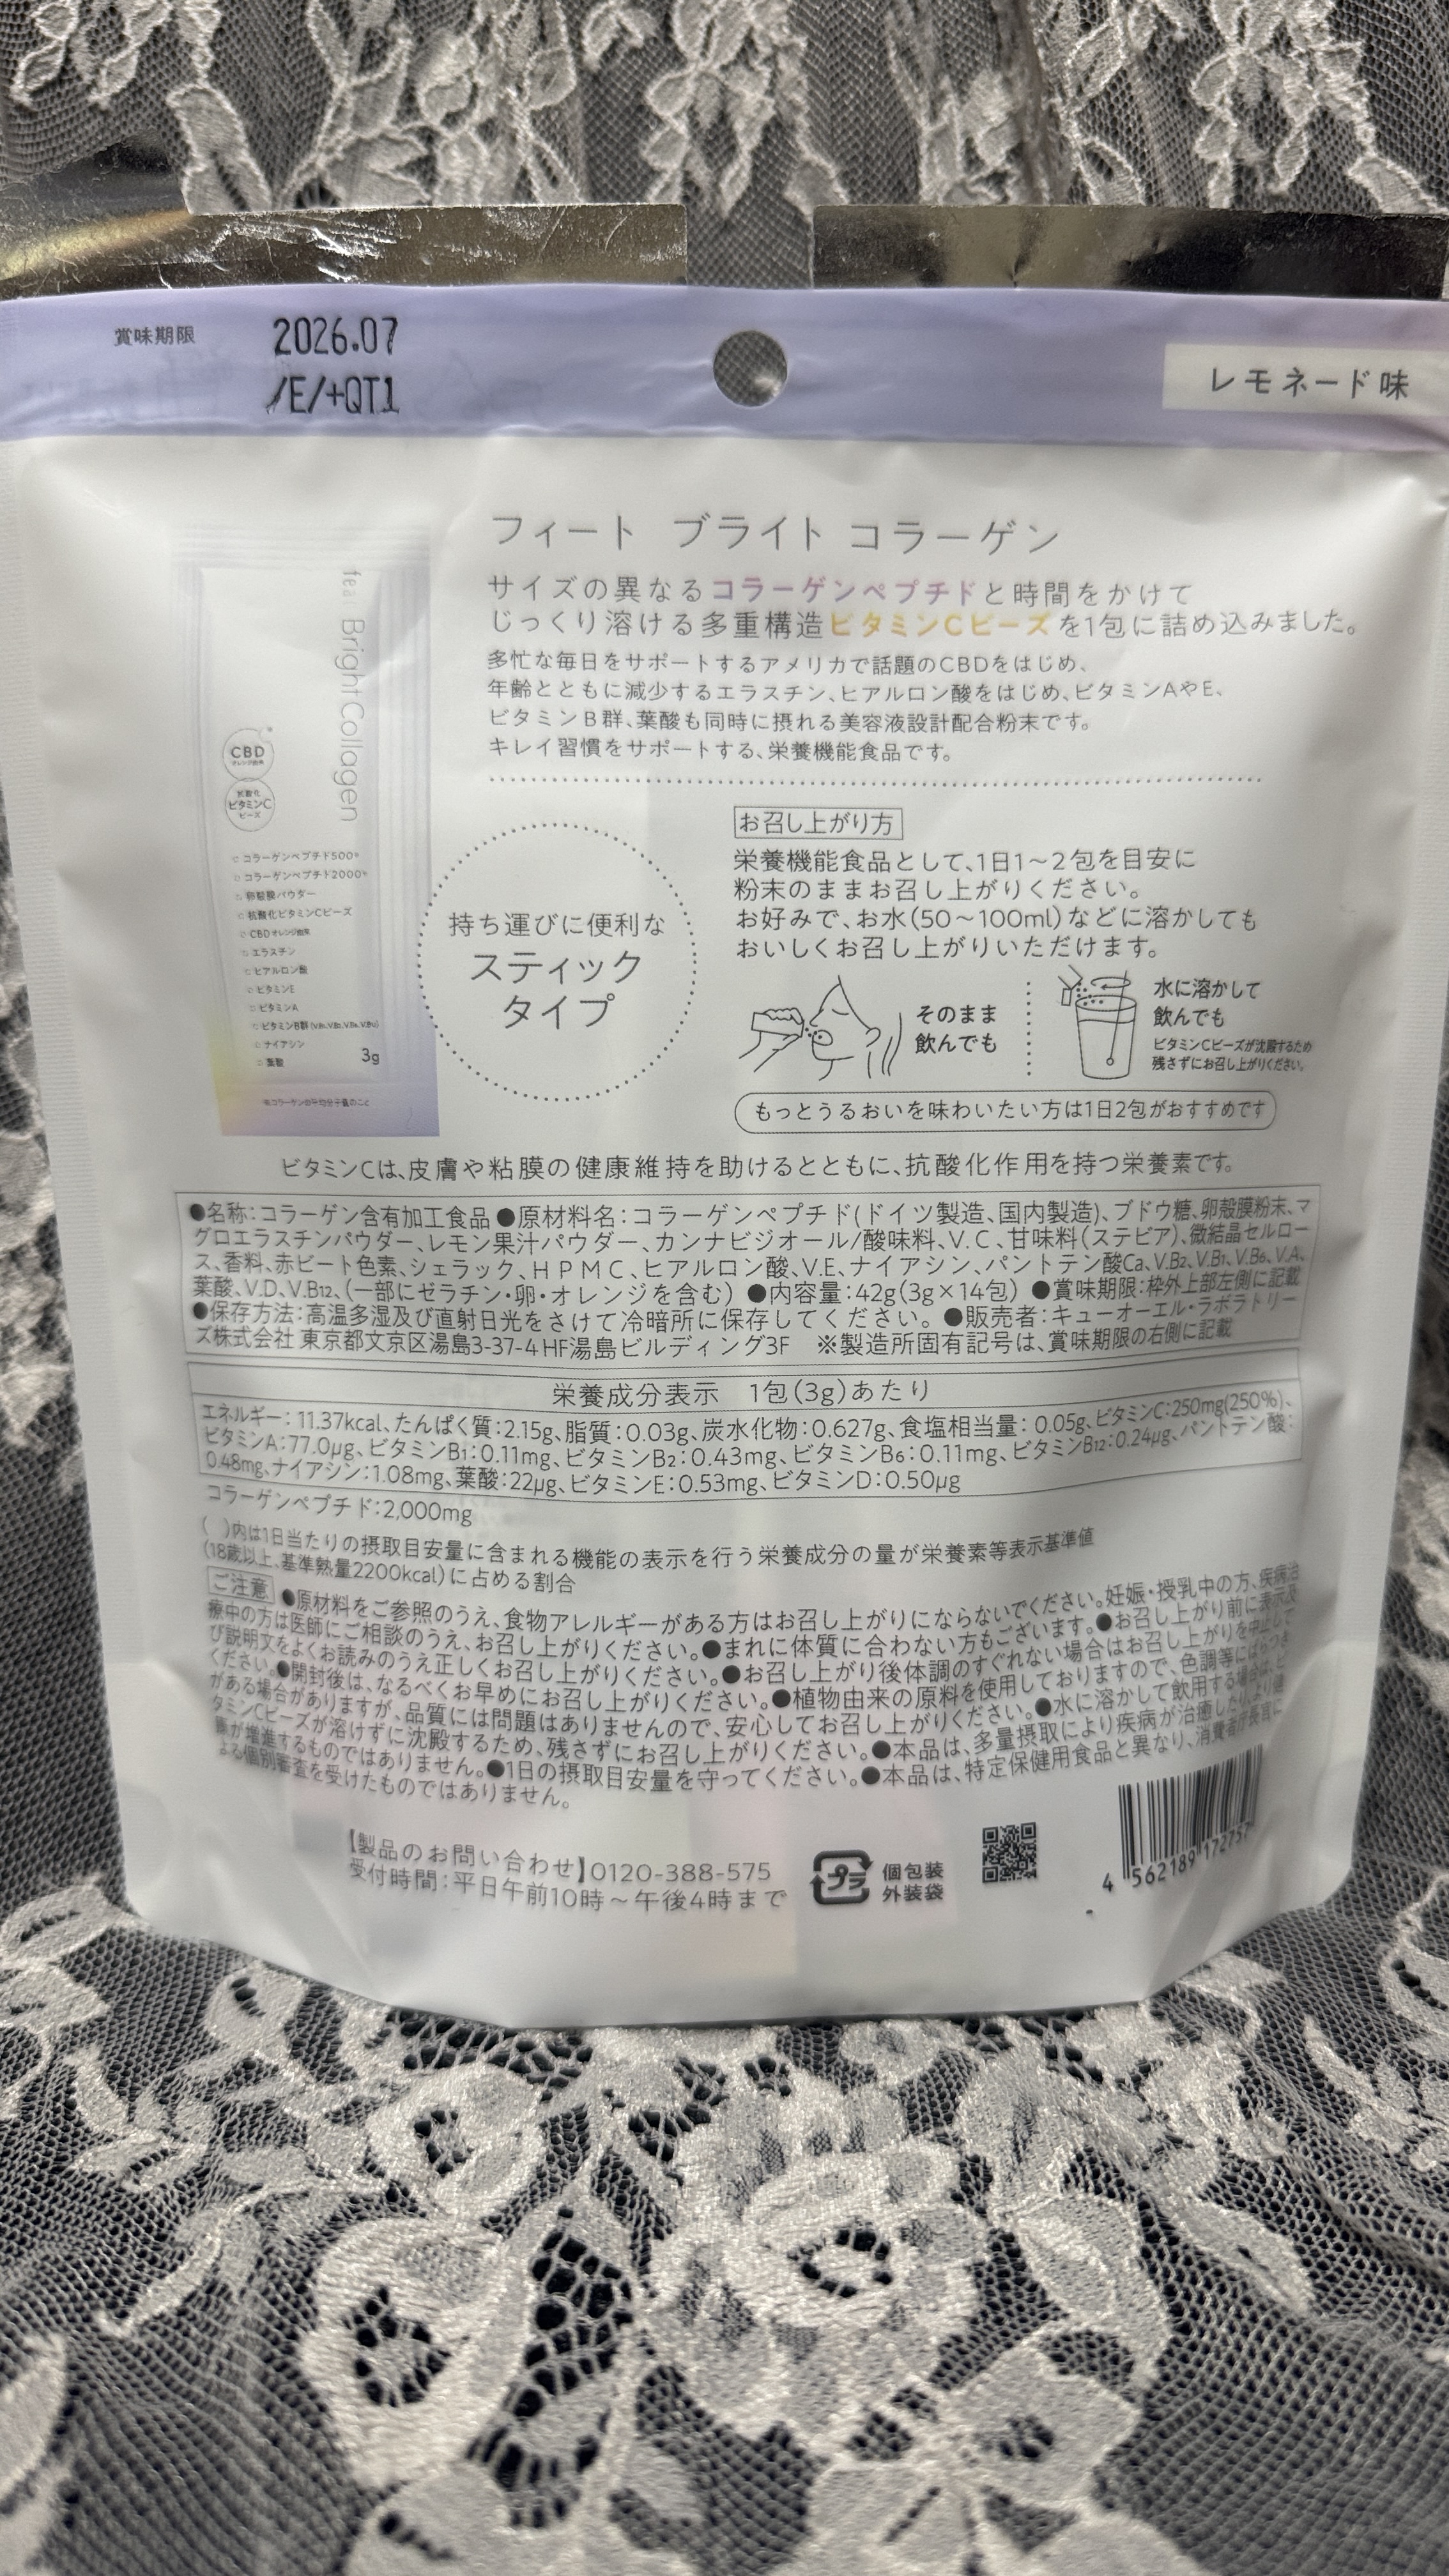 賞味期限
2026.07
/E/+QT1
レモネード味
フィート ブライト コラーゲン
サイズの異なるコラーゲンペプチドと時間をかけて
じっくり溶ける多重構造ビタミンCビーズを1包に詰め込みました。
多忙な毎日をサポートするアメリカで話題のCBDをはじめ、
年齢とともに減少するエラスチン、ヒアルロン酸をはじめ、ビタミンAやE、
ビタミンB群、葉酸も同時に摂れる美容液設計配合粉末です。
キレイ習慣をサポートする、栄養機能食品です。
Bright Collagen
CBD
オレンジ由来
抗酸化
ビタミンC
ビーズ
コラーゲンペプチド500*
コラーゲンペプチド2000*
卵殻膜パウダー
抗酸化ビタミンCビーズ
CBDオレンジ由来
エラスチン
ヒアルロン酸
ビタミンE
ビタミンA
ビタミンB群(V.B1、V.B2、V.B6、V.B12)
ナイアシン
葉酸
3g
※コラーゲンの平均分子量のこと
持ち運びに便利な
スティック
タイプ
お召し上がり方
栄養機能食品として、1日1～2包を目安に
粉末のままお召し上がりください。
お好みで、お水(50～100ml)などに溶かしても
おいしくお召し上がりいただけます。
そのまま
飲んでも
水に溶かして
飲んでも
ビタミンCビーズが沈殿するため
残さずにお召し上がりください。
もっとうるおいを味わいたい方は1日2包がおすすめです
ビタミンCは、皮膚や粘膜の健康維持を助けるとともに、抗酸化作用を持つ栄養素です。
●名称：コラーゲン含有加工食品 ●原材料名：コラーゲンペプチド(ドイツ製造、国内製造)、ブドウ糖、卵殻膜粉末、マ
グロエラスチンパウダー、レモン果汁パウダー、カンナビジオール/酸味料、V.C、甘味料(ステビア)、微結晶セルロー
ス、香料、赤ビート色素、シェラック、HPMC、ヒアルロン酸、V.E、ナイアシン、パントテン酸Ca、V.B2、V.B1、V.B6、V.A、
葉酸、V.D、V.B12、(一部にゼラチン・卵・オレンジを含む) ●内容量：42g(3g×14包) ●賞味期限：枠外上部左側に記載
●保存方法：高温多湿及び直射日光をさけて冷暗所に保存してください。 ●販売者：キューオーエル・ラボラトリー
ズ株式会社 東京都文京区湯島3-37-4 HF湯島ビルディング3F ※製造所固有記号は、賞味期限の右側に記載
栄養成分表示 1包(3g)あたり
エネルギー：11.37kcal、たんぱく質：2.15g、脂質：0.03g、炭水化物：0.627g、食塩相当量：0.05g、ビタミンC：250mg(250%)、
ビタミンA：77.0μg、ビタミンB1：0.11mg、ビタミンB2：0.43mg、ビタミンB6：0.11mg、ビタミンB12：0.24μg、パントテン酸：
0.48mg、ナイアシン：1.08mg、葉酸：22μg、ビタミンE：0.53mg、ビタミンD：0.50μg
コラーゲンペプチド：2,000mg
( )内は1日当たりの摂取目安量に含まれる機能の表示を行う栄養成分の量が栄養素等表示基準値
(18歳以上、基準熱量2200kcal)に占める割合
ご注意 ●原材料をご参照のうえ、食物アレルギーがある方はお召し上がりにならないでください。妊娠・授乳中の方、疾病治
療中の方は医師にご相談のうえ、お召し上がりください。●まれに体質に合わない方もございます。●お召し上がり前に表示及
び説明文をよくお読みのうえ正しくお召し上がりください。●お召し上がり後体調のすぐれない場合はお召し上がりを中止して
ください。●開封後は、なるべくお早めにお召し上がりください。●植物由来の原料を使用しておりますので、色調等にばらつき
がある場合がありますが、品質には問題はありませんので、安心してお召し上がりください。●水に溶かして飲用する場合は、ビ
タミンCビーズが溶けずに沈殿するため、残さずにお召し上がりください。●本品は、多量摂取により疾病が治癒したり、より健
康が増進するものではありません。●1日の摂取目安量を守ってください。●本品は、特定保健用食品と異なり、消費者庁長官に
よる個別審査を受けたものではありません。
【製品のお問い合わせ】0120-388-575
受付時間：平日午前10時～午後4時まで
プラ
個包装
外装袋
4 562189 17275